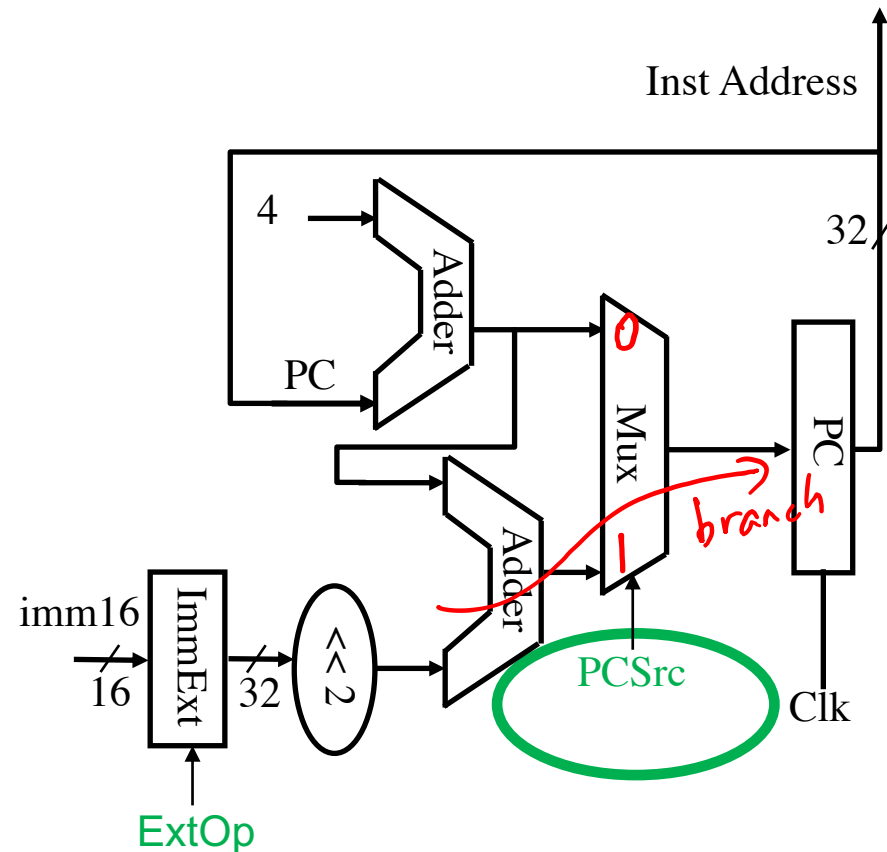 Inst Address
4
32
Adder
0
PC
Mux
PC
branch
Adder
1
imm16
16
ImmExt
32
<< 2
PCSrc
Clk
ExtOp